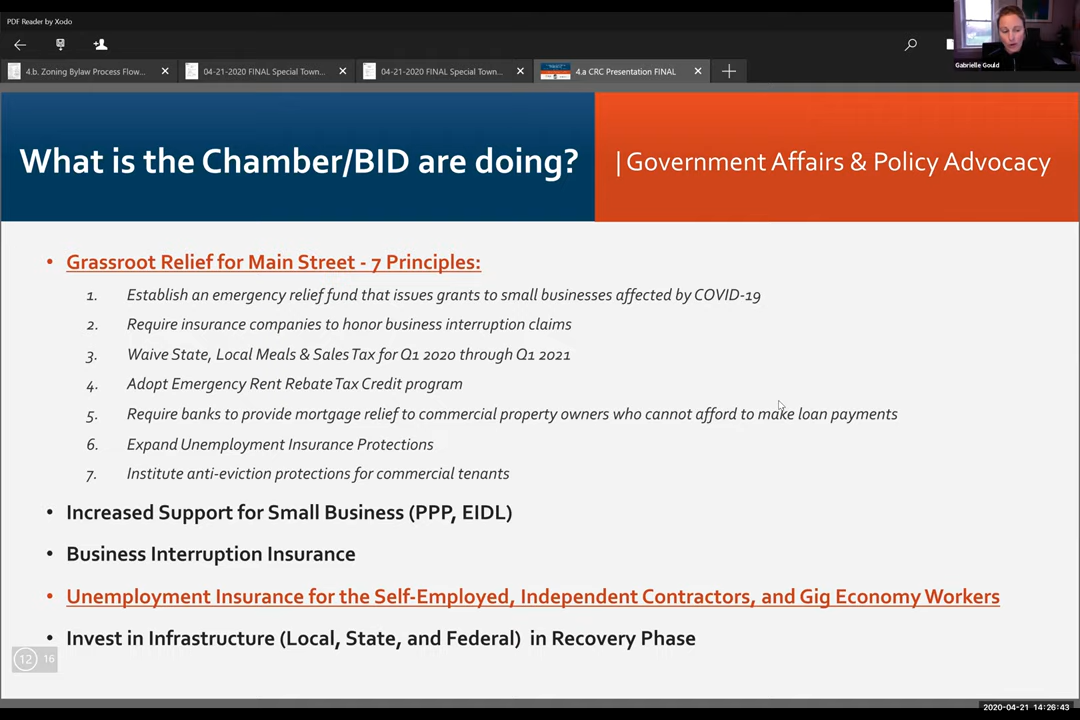 PDF Reader by Xodo
Gabrielle Gould
4.b. Zoning Bylaw Process Flow...
04-21-2020 FINAL Special Town...
04-21-2020 FINAL Special Town...
4.a CRC Presentation FINAL
What is the Chamber/BID are doing?
| Government Affairs & Policy Advocacy
• Grassroot Relief for Main Street - 7 Principles:
1. Establish an emergency relief fund that issues grants to small businesses affected by COVID-19
2. Require insurance companies to honor business interruption claims
3. Waive State, Local Meals & Sales Tax for Q1 2020 through Q1 2021
4. Adopt Emergency Rent Rebate Tax Credit program
5. Require banks to provide mortgage relief to commercial property owners who cannot afford to make loan payments
6. Expand Unemployment Insurance Protections
7. Institute anti-eviction protections for commercial tenants
• Increased Support for Small Business (PPP, EIDL)
• Business Interruption Insurance
• Unemployment Insurance for the Self-Employed, Independent Contractors, and Gig Economy Workers
• Invest in Infrastructure (Local, State, and Federal) in Recovery Phase
12 16
2020-04-21 14:26:43